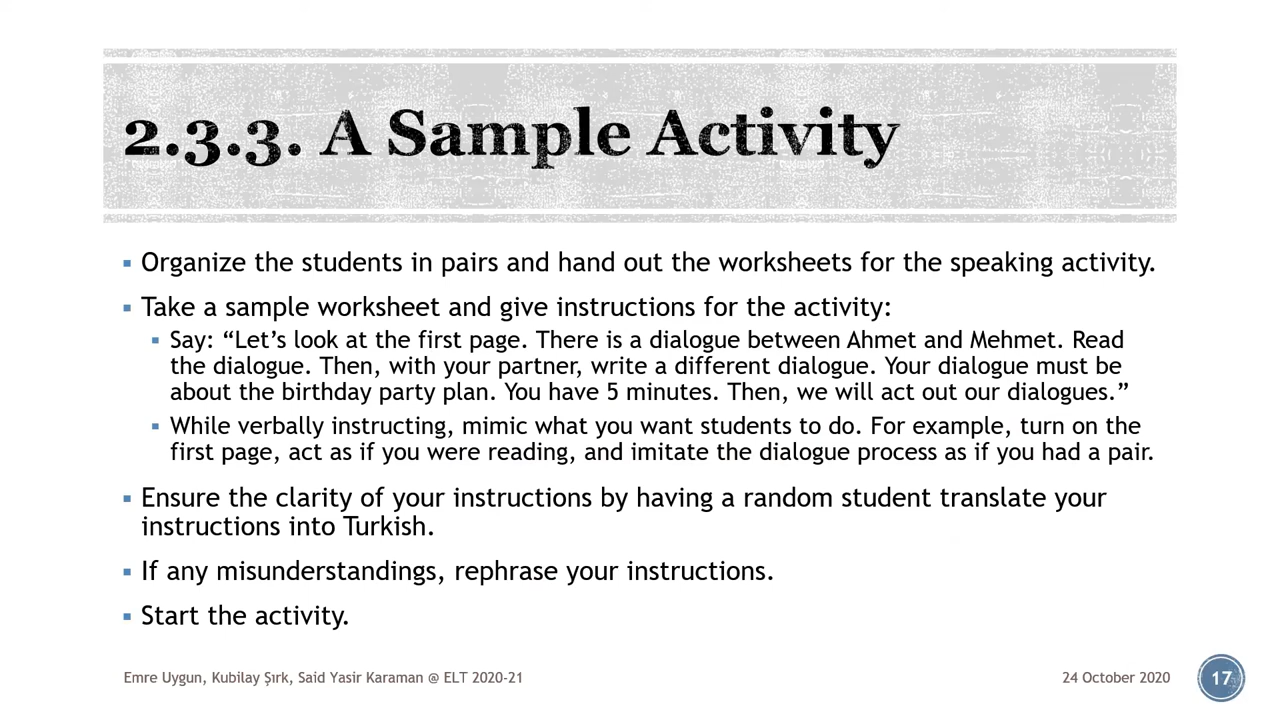 2.3.3. A Sample Activity
▪ Organize the students in pairs and hand out the worksheets for the speaking activity.
▪ Take a sample worksheet and give instructions for the activity:
▪ Say: “Let’s look at the first page. There is a dialogue between Ahmet and Mehmet. Read
the dialogue. Then, with your partner, write a different dialogue. Your dialogue must be
about the birthday party plan. You have 5 minutes. Then, we will act out our dialogues.”
▪ While verbally instructing, mimic what you want students to do. For example, turn on the
first page, act as if you were reading, and imitate the dialogue process as if you had a pair.
▪ Ensure the clarity of your instructions by having a random student translate your
instructions into Turkish.
▪ If any misunderstandings, rephrase your instructions.
▪ Start the activity.
Emre Uygun, Kubilay Şırk, Said Yasir Karaman @ ELT 2020-21
24 October 2020
17